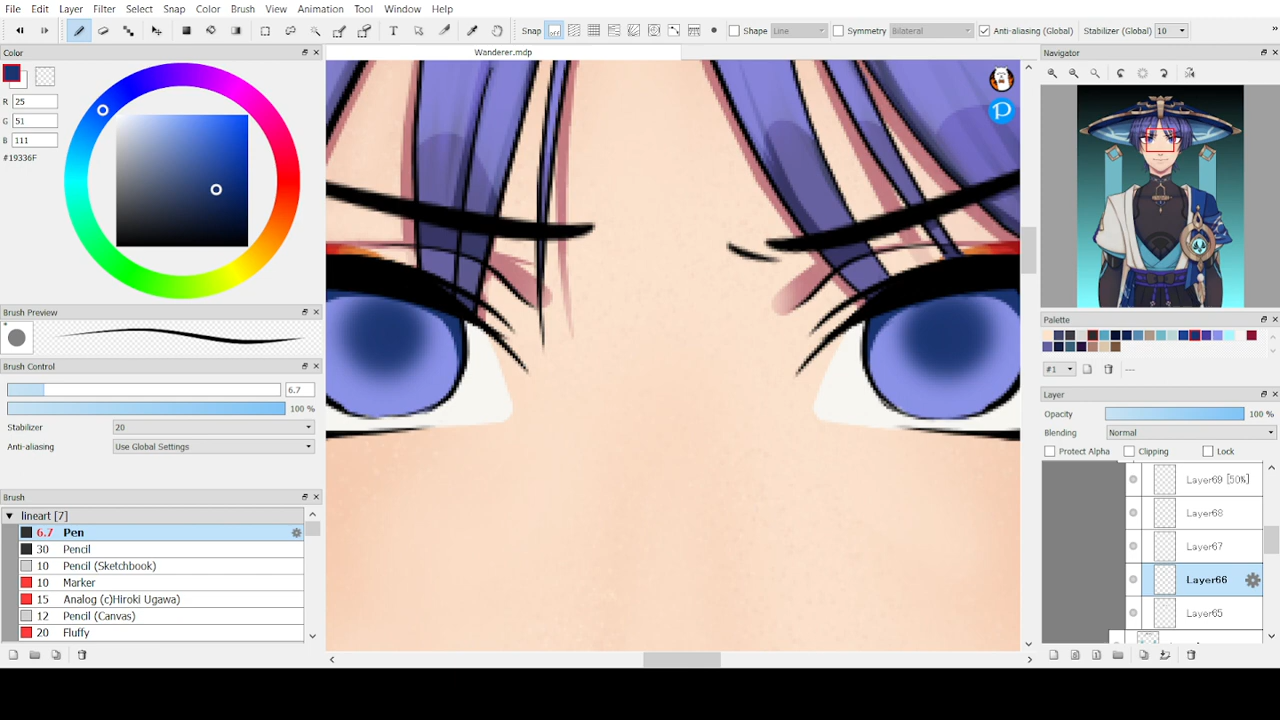 File Edit Layer Filter Select Snap Color Brush View Animation Tool Window Help
Snap Shape Line Symmetry Bilateral Anti-aliasing (Global) Stabilizer (Global) 10 »
Color Wanderer.mdp Navigator
R 25
G 51
B 111
#19336F
Brush Preview
Brush Control
6.7
100 %
Stabilizer 20
Anti-aliasing Use Global Settings
Brush
lineart [7]
6.7 Pen
30 Pencil
10 Pencil (Sketchbook)
10 Marker
15 Analog (c)Hiroki Ugawa)
12 Pencil (Canvas)
20 Fluffy
Palette
#1 ---
Layer
Opacity 100 %
Blending Normal
Protect Alpha Clipping Lock
Layer69 [50%]
Layer68
Layer67
Layer66
Layer65